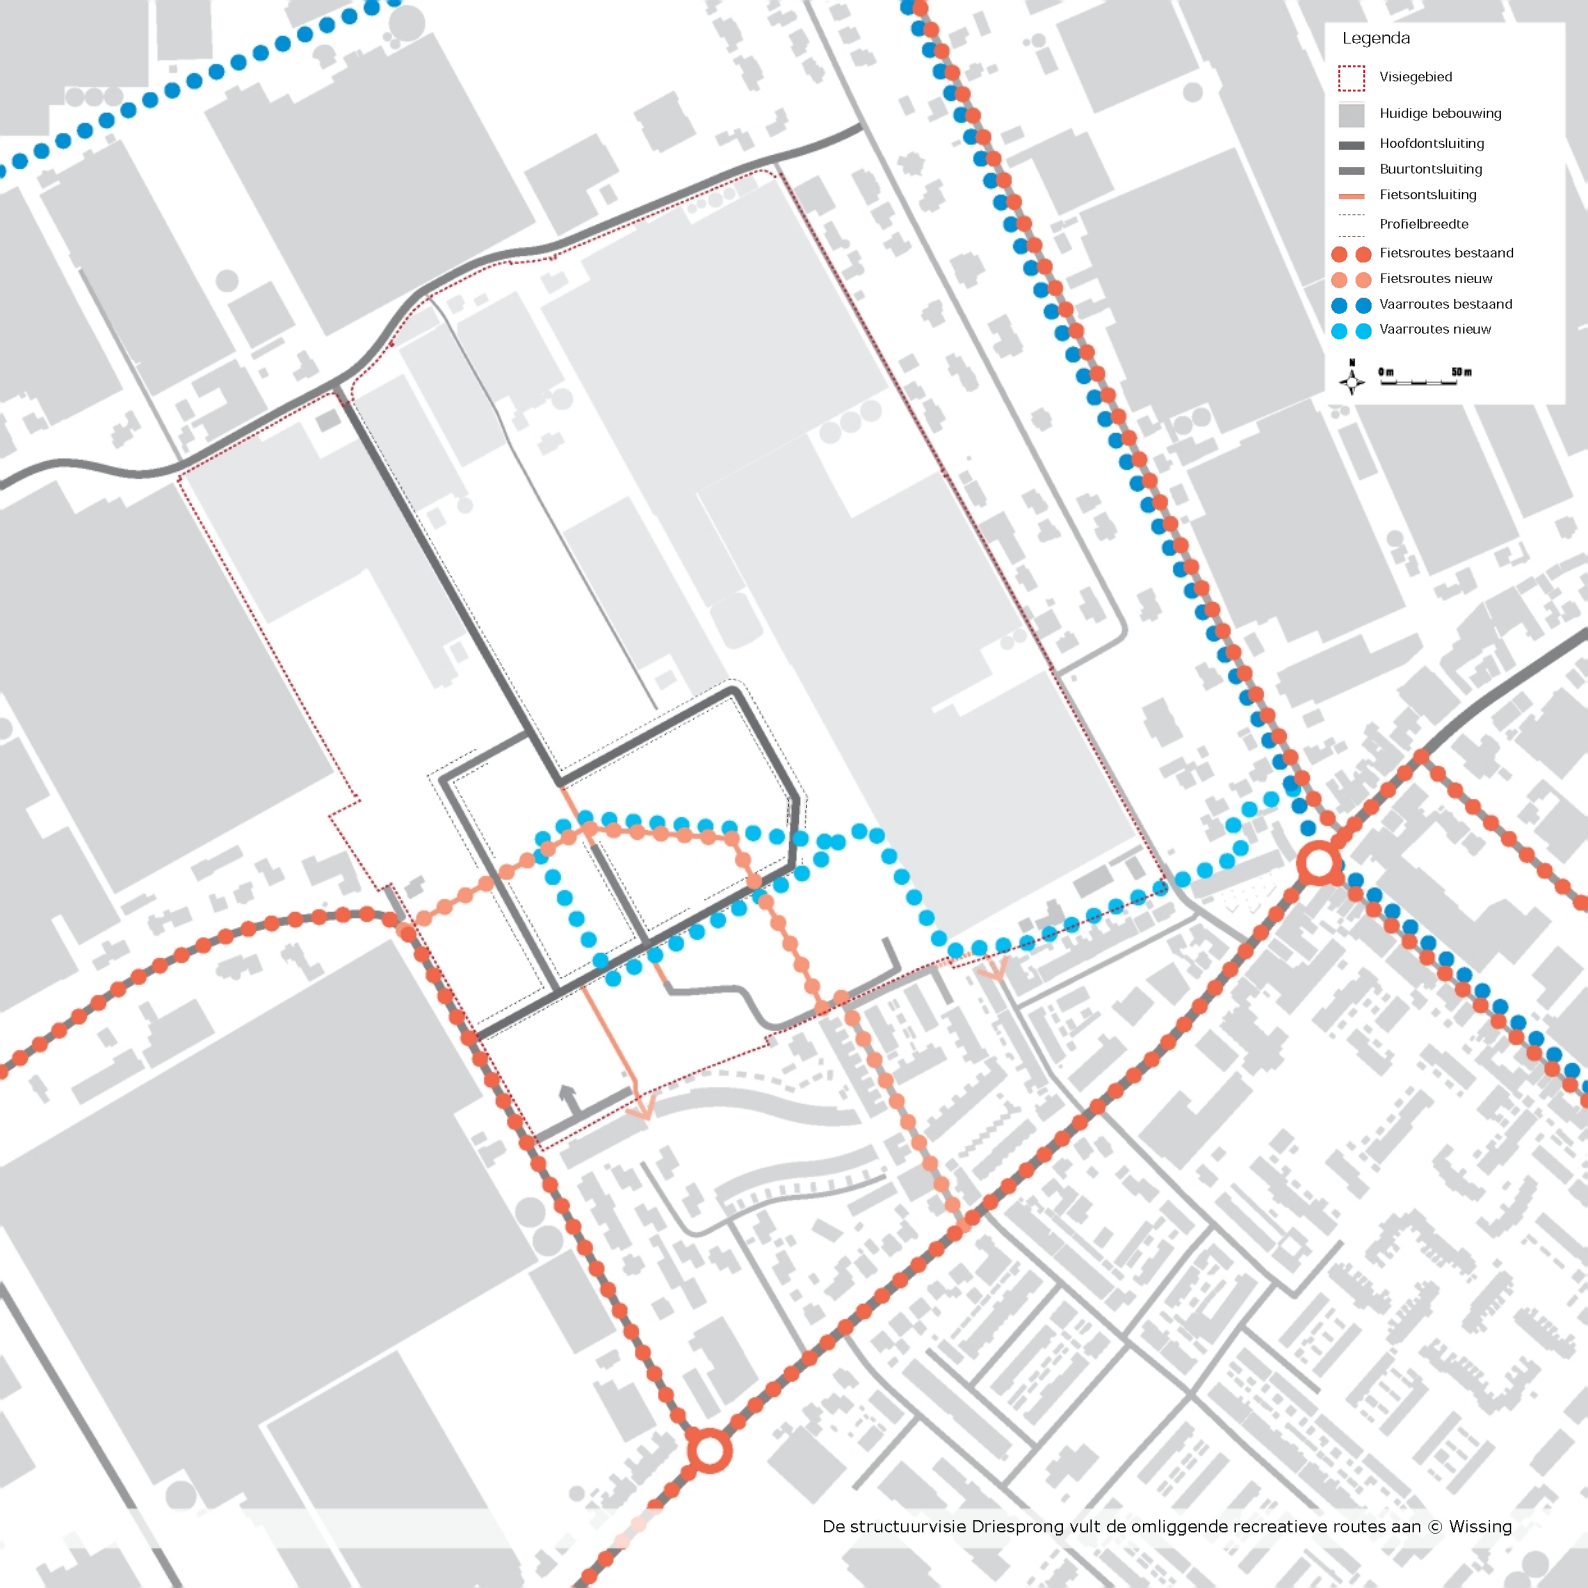 Legenda
Visiegebied
Huidige bebouwing
Hoofdontsluiting
Buurtontsluiting
Fietsontsluiting
Profielbreedte
Fietsroutes bestaand
Fietsroutes nieuw
Vaarroutes bestaand
Vaarroutes nieuw
N
0 m 50 m
De structuurvisie Driesprong vult de omliggende recreatieve routes aan © Wissing